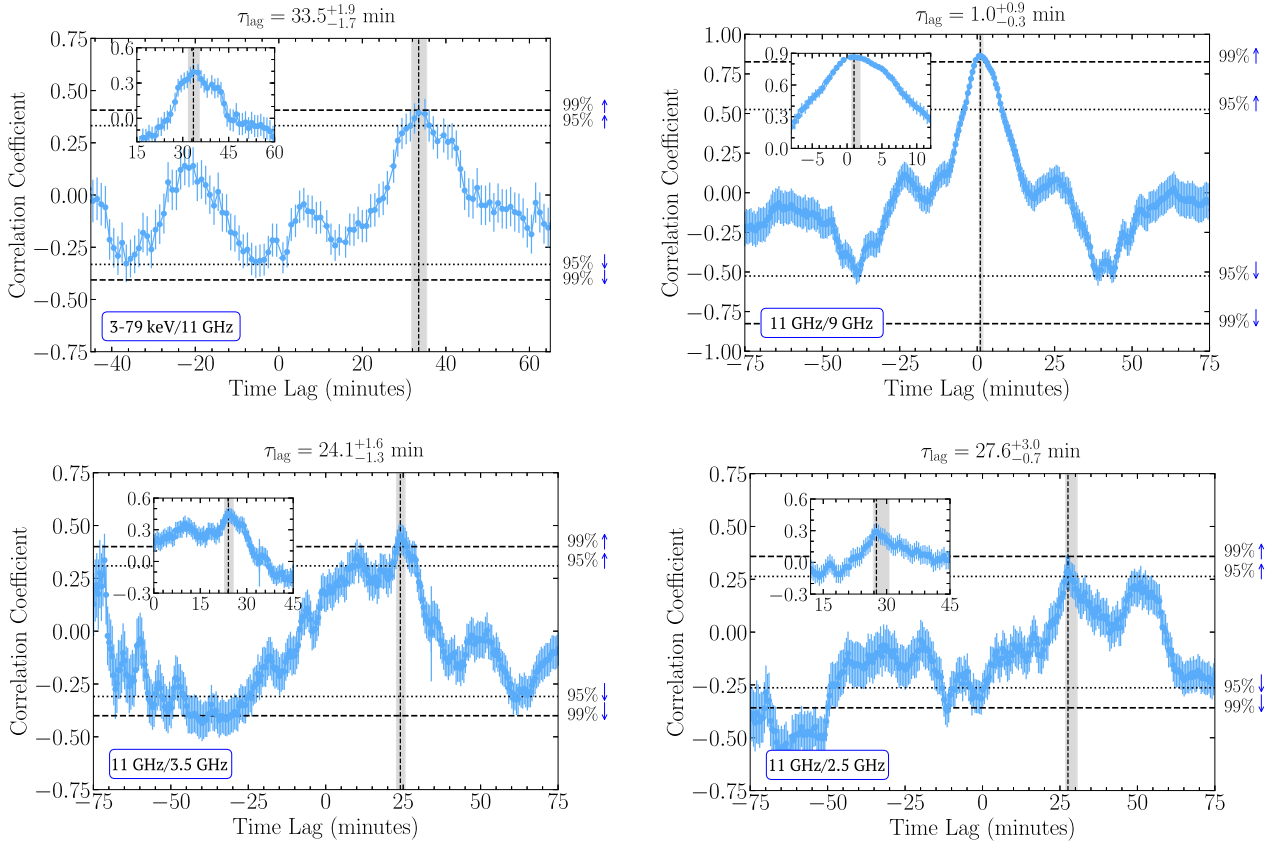 τ_lag = 33.5^{+1.9}_{−1.7} min
0.75
0.50
0.25
0.00
−0.25
−0.50
−0.75
Correlation Coefficient
0.6
0.3
0.0
15 30 45 60
99% ↑
95% ↑
95% ↓
99% ↓
3-79 keV/11 GHz
−40 −20 0 20 40 60
Time Lag (minutes)
τ_lag = 1.0^{+0.9}_{−0.3} min
1.00
0.75
0.50
0.25
0.00
−0.25
−0.50
−0.75
−1.00
Correlation Coefficient
0.9
0.6
0.3
0.0
−5 0 5 10
99% ↑
95% ↑
95% ↓
99% ↓
11 GHz/9 GHz
−75 −50 −25 0 25 50 75
Time Lag (minutes)
τ_lag = 24.1^{+1.6}_{−1.3} min
0.75
0.50
0.25
0.00
−0.25
−0.50
−0.75
Correlation Coefficient
0.6
0.3
0.0
−0.3
0 15 30 45
99% ↑
95% ↑
95% ↓
99% ↓
11 GHz/3.5 GHz
−75 −50 −25 0 25 50 75
Time Lag (minutes)
τ_lag = 27.6^{+3.0}_{−0.7} min
0.75
0.50
0.25
0.00
−0.25
−0.50
−0.75
Correlation Coefficient
0.6
0.3
0.0
−0.3
15 30 45
99% ↑
95% ↑
95% ↓
99% ↓
11 GHz/2.5 GHz
−75 −50 −25 0 25 50 75
Time Lag (minutes)